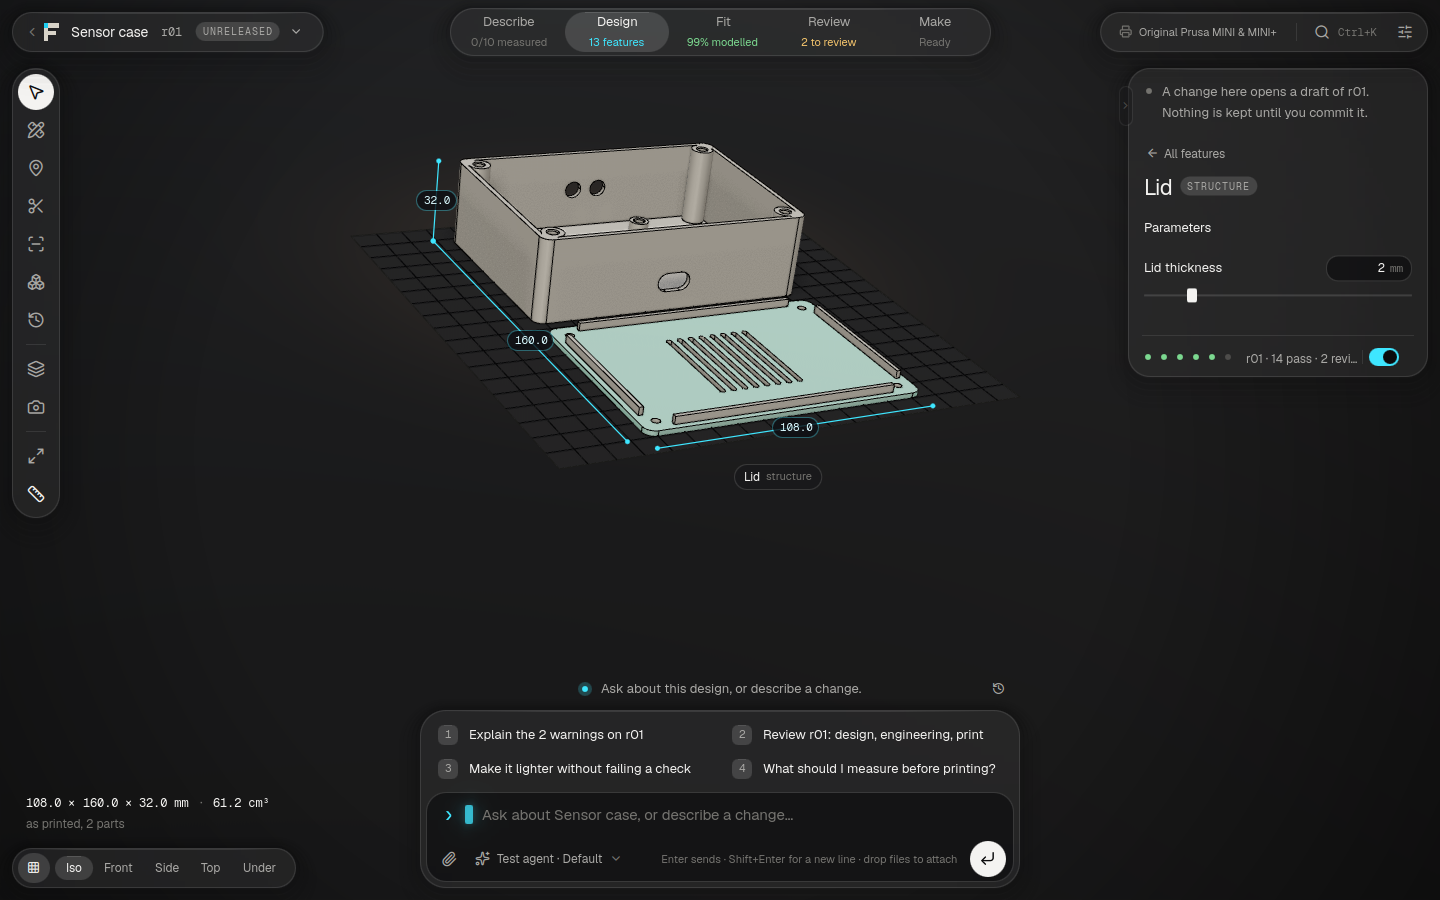 Sensor case r01 UNRELEASED
Describe
0/10 measured
Design
13 features
Fit
99% modelled
Review
2 to review
Make
Ready
Original Prusa MINI & MINI+
Ctrl+K
A change here opens a draft of r01.
Nothing is kept until you commit it.
All features
Lid STRUCTURE
Parameters
Lid thickness 2 mm
r01 · 14 pass · 2 revi...
32.0
160.0
108.0
Lid structure
Ask about this design, or describe a change.
1 Explain the 2 warnings on r01
2 Review r01: design, engineering, print
3 Make it lighter without failing a check
4 What should I measure before printing?
Ask about Sensor case, or describe a change...
Test agent · Default
Enter sends · Shift+Enter for a new line · drop files to attach
108.0 × 160.0 × 32.0 mm · 61.2 cm³
as printed, 2 parts
Iso Front Side Top Under